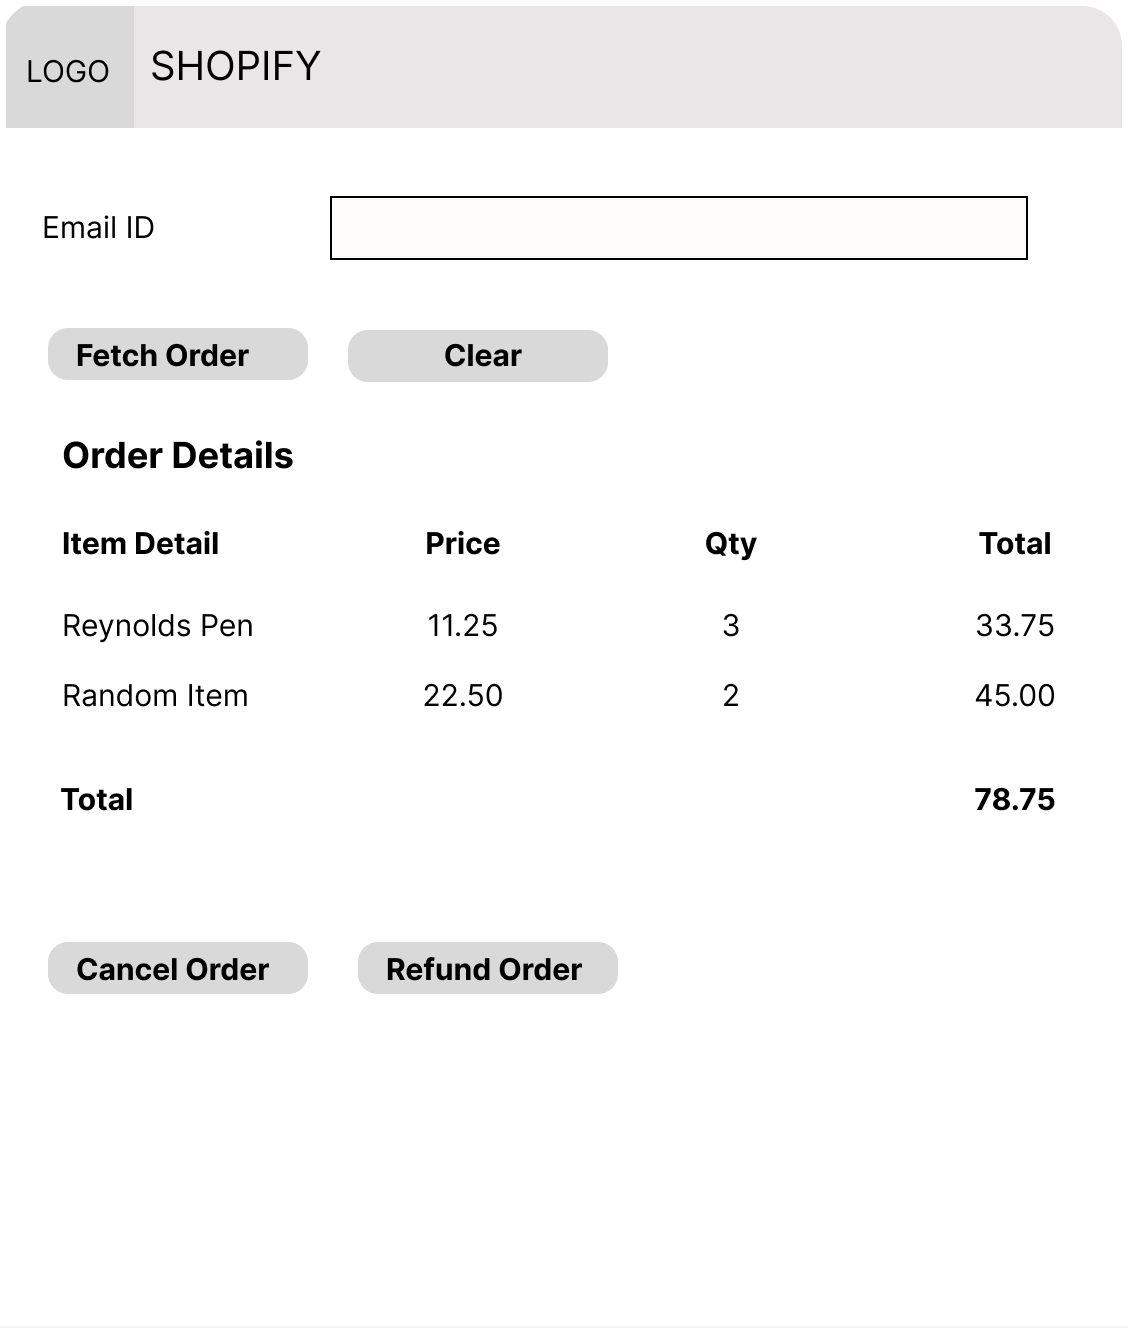 LOGO SHOPIFY
Email ID
Fetch Order Clear
Order Details
Item Detail Price Qty Total
Reynolds Pen 11.25 3 33.75
Random Item 22.50 2 45.00
Total 78.75
Cancel Order Refund Order